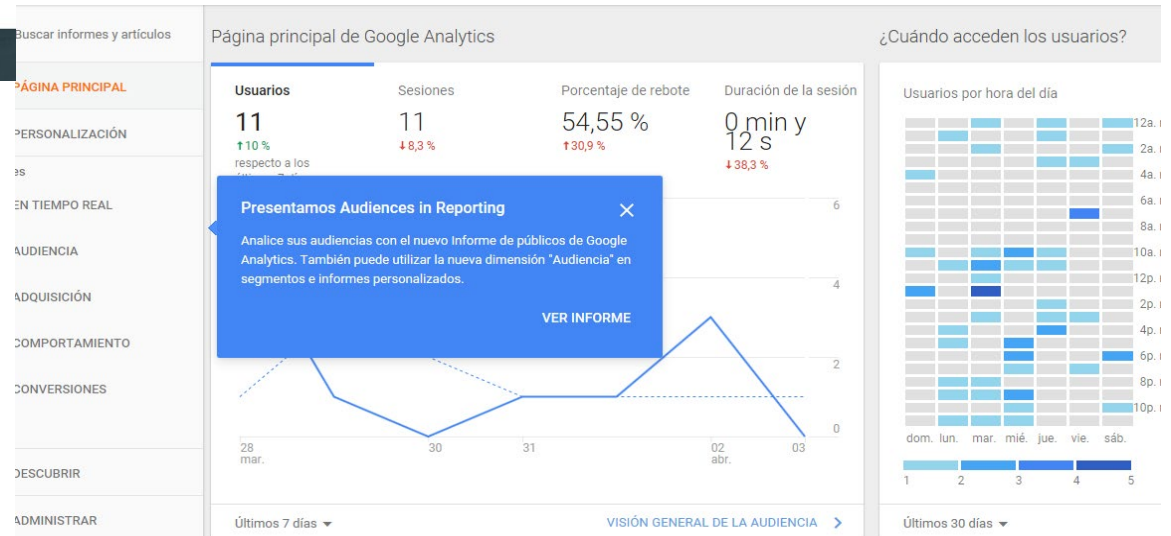 Buscar informes y artículos
PÁGINA PRINCIPAL
PERSONALIZACIÓN
es
EN TIEMPO REAL
AUDIENCIA
ADQUISICIÓN
COMPORTAMIENTO
CONVERSIONES
DESCUBRIR
ADMINISTRAR
Página principal de Google Analytics
Usuarios
11
↑10 %
respecto a los
Sesiones
11
↓8,3 %
Porcentaje de rebote
54,55 %
↑30,9 %
Duración de la sesión
0 min y
12 s
↓38,3 %
Presentamos Audiences in Reporting
Analice sus audiencias con el nuevo Informe de públicos de Google
Analytics. También puede utilizar la nueva dimensión "Audiencia" en
segmentos e informes personalizados.
VER INFORME
6
4
2
0
28
mar.
30
31
02
abr.
03
Últimos 7 días
VISIÓN GENERAL DE LA AUDIENCIA
¿Cuándo acceden los usuarios?
Usuarios por hora del día
12a.
2a.
4a.
6a.
8a.
10a.
12p.
2p.
4p.
6p.
8p.
10p.
dom. lun. mar. mié. jue. vie. sáb.
1 2 3 4 5
Últimos 30 días